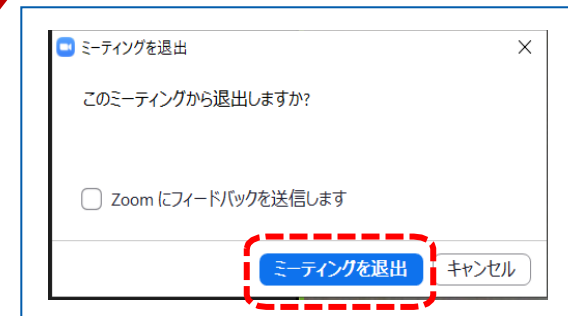 ミーティングを退出
このミーティングから退出しますか?
Zoom にフィードバックを送信します
ミーティングを退出 キャンセル